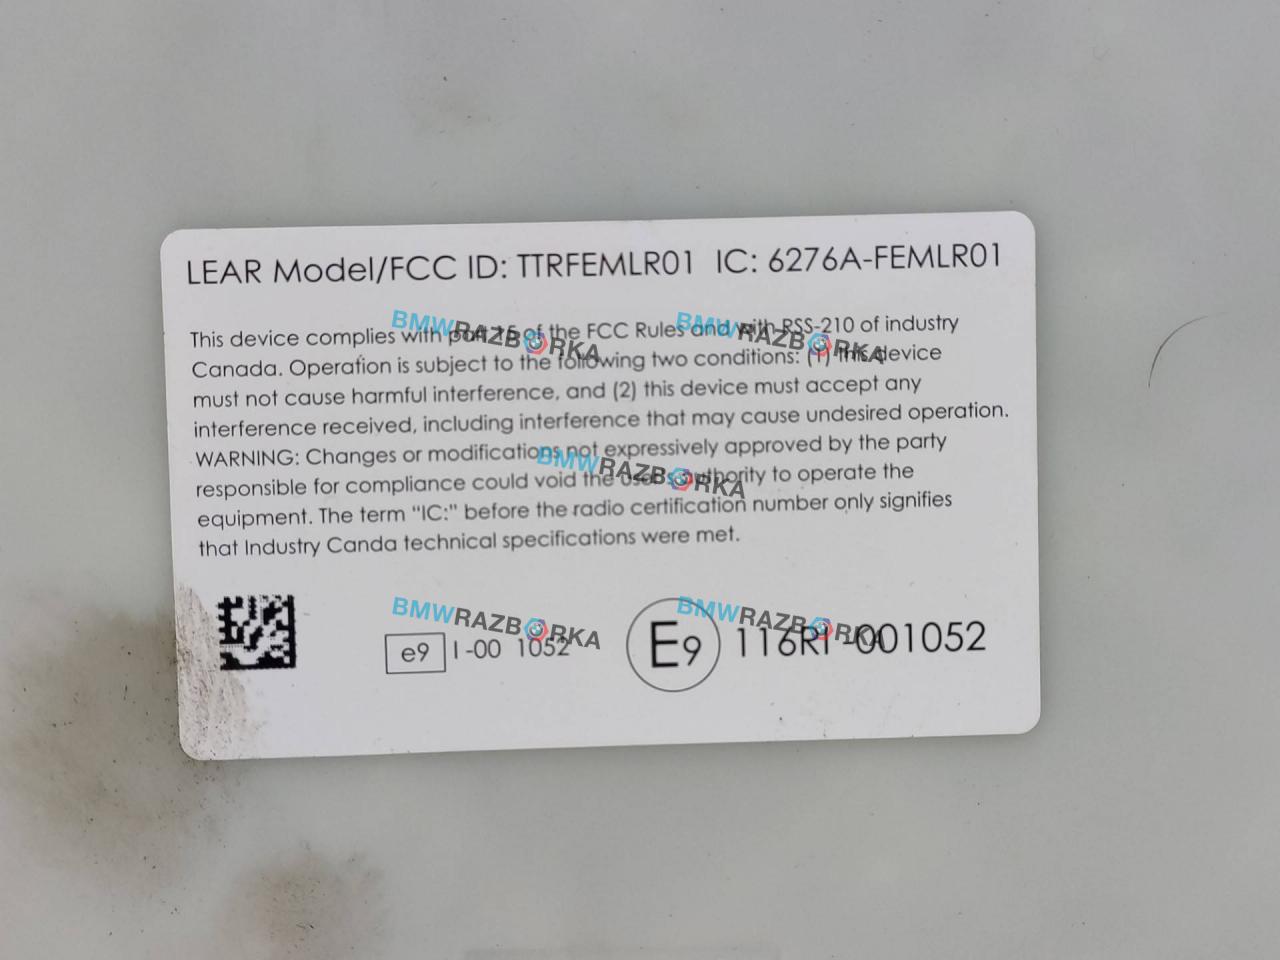 LEAR Model/FCC ID: TTRFEMLR01 IC: 6276A-FEMLR01
This device complies with part 15 of the FCC Rules and with RSS-210 of industry
Canada. Operation is subject to the following two conditions: (1) this device
must not cause harmful interference, and (2) this device must accept any
interference received, including interference that may cause undesired operation.
WARNING: Changes or modifications not expressively approved by the party
responsible for compliance could void the user's authority to operate the
equipment. The term "IC:" before the radio certification number only signifies
that Industry Canda technical specifications were met.
e9 I-00 1052
E9 116RI-001052
BMWRAZBORKA
BMWRAZBORKA
BMWRAZBORKA
BMWRAZBORKA
BMWRAZBORKA